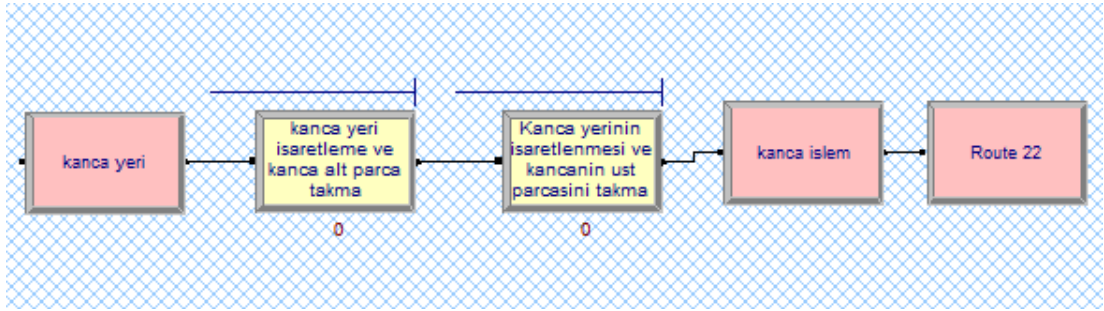 kanca yeri
kanca yeri
isaretleme ve
kanca alt parca
takma
0
Kanca yerinin
isaretlenmesi ve
kancanin ust
parcasini takma
0
kanca islem
Route 22